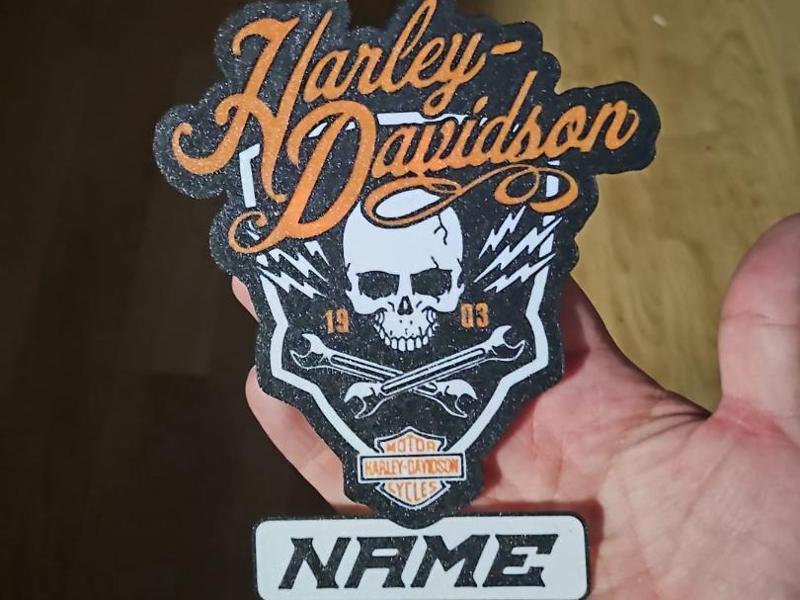 Harley-
Davidson
19 03
MOTOR
HARLEY-DAVIDSON
CYCLES
NAME